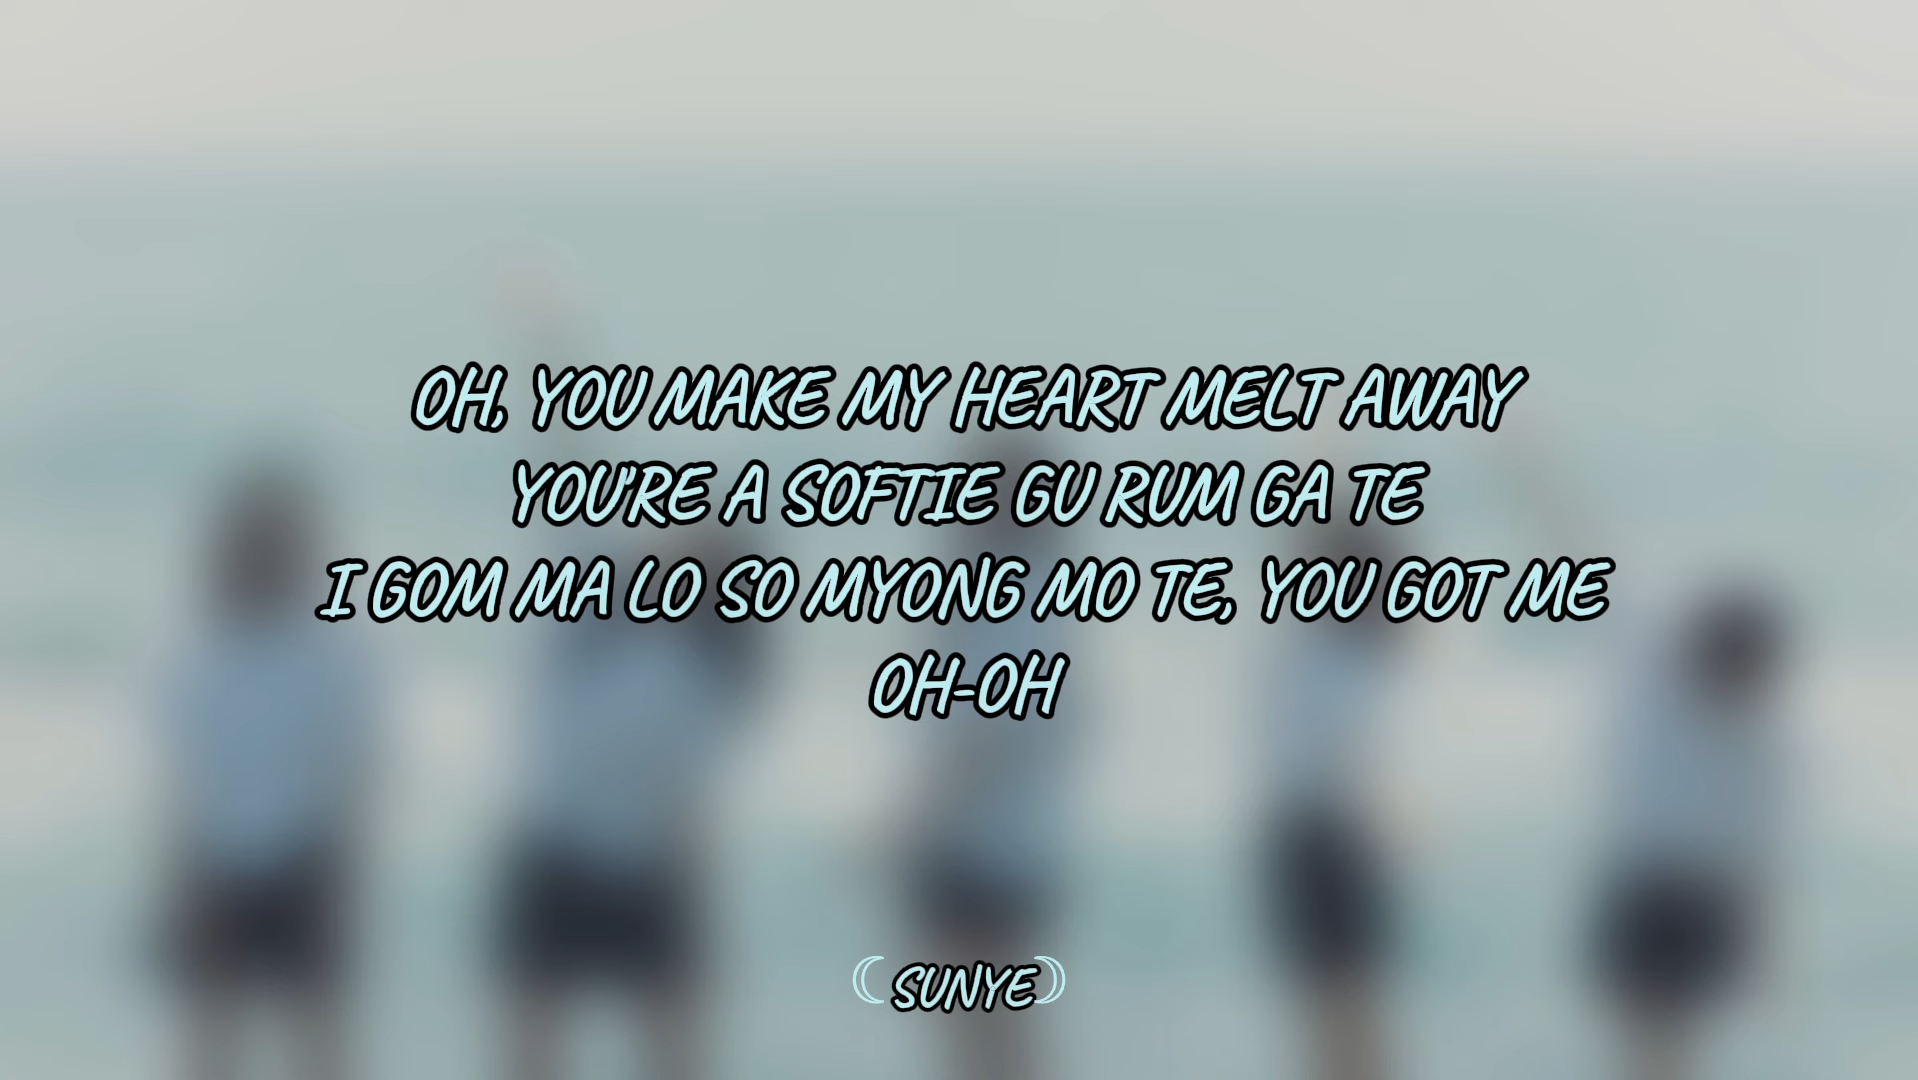 OH, YOU MAKE MY HEART MELT AWAY
YOU'RE A SOFTIE GU RUM GA TE
I GOM MA LO SO MYONG MO TE, YOU GOT ME
OH-OH
☾SUNYE☽